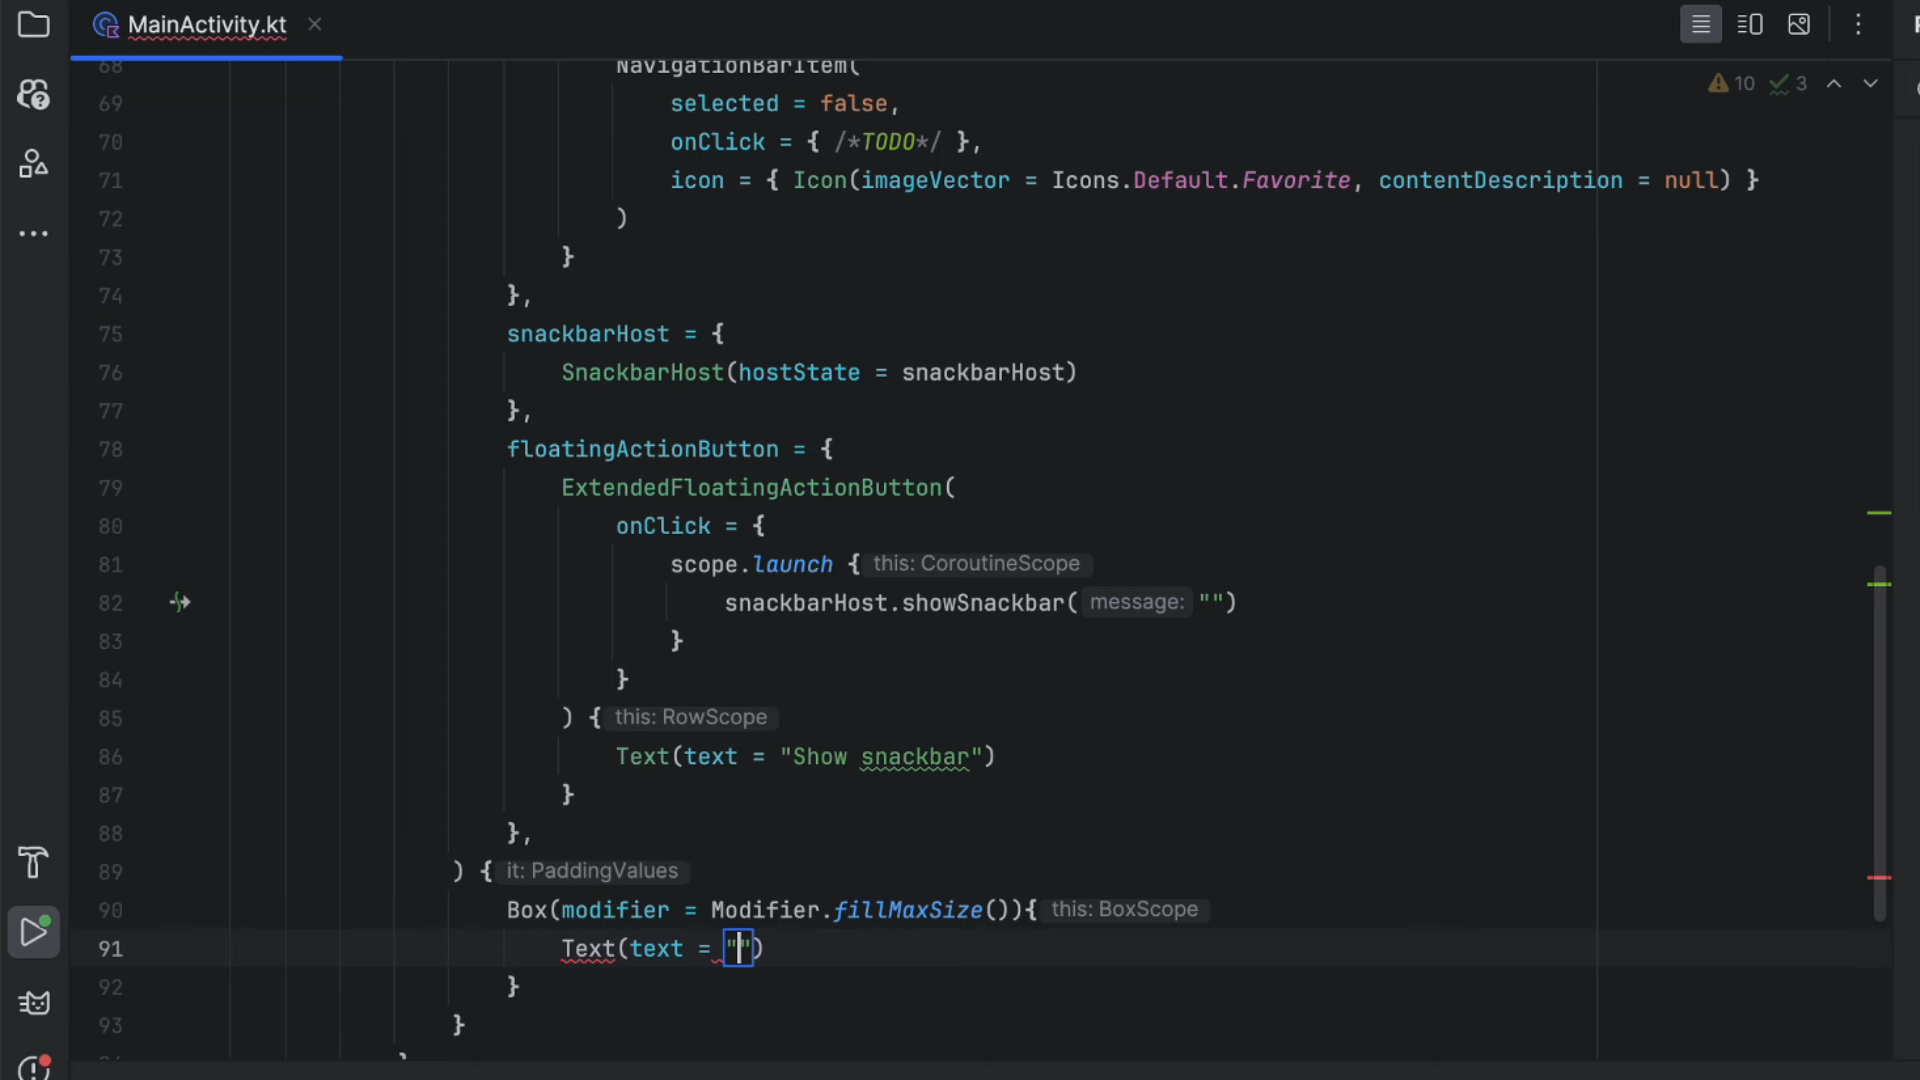 MainActivity.kt
68 NavigationBarItem(
10 3
69 selected = false,
70 onClick = { /*TODO*/ },
71 icon = { Icon(imageVector = Icons.Default.Favorite, contentDescription = null) }
72 )
73 }
74 },
75 snackbarHost = {
76 SnackbarHost(hostState = snackbarHost)
77 },
78 floatingActionButton = {
79 ExtendedFloatingActionButton(
80 onClick = {
81 scope.launch { this: CoroutineScope
82 snackbarHost.showSnackbar( message: "")
83 }
84 }
85 ) { this: RowScope
86 Text(text = "Show snackbar")
87 }
88 },
89 ) { it: PaddingValues
90 Box(modifier = Modifier.fillMaxSize()){ this: BoxScope
91 Text(text = "")
92 }
93 }